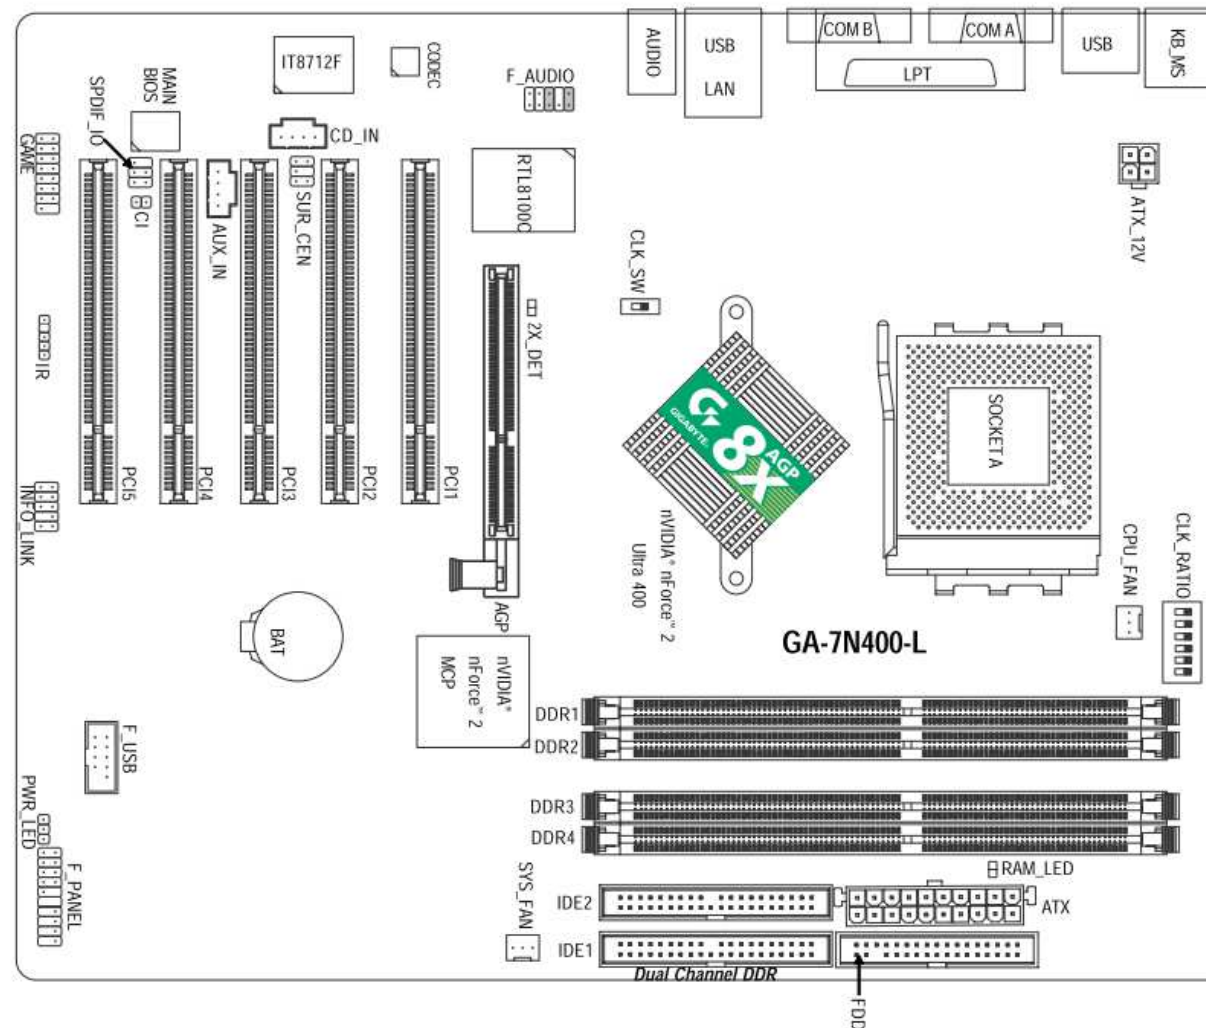 AUDIO
USB
LAN
COM B
COM A
LPT
USB
KB_MS
IT8712F
CODEC
F_AUDIO
MAIN
BIOS
SPDIF_IO
CD_IN
GAME
CI
AUX_IN
SUR_CEN
RTL8100C
CLK_SW
ATX_12V
2X_DET
IR
G
GIGABYTE™
8X
AGP
SOCKET A
PCI5
PCI4
PCI3
PCI2
PCI1
INFO_LINK
nVIDIA® nForce™ 2
Ultra 400
CPU_FAN
CLK_RATIO
AGP
BAT
GA-7N400-L
nVIDIA®
nForce™ 2
MCP
DDR1
DDR2
F_USB
PWR_LED
DDR3
DDR4
F_PANEL
SYS_FAN
RAM_LED
IDE2
ATX
IDE1
Dual Channel DDR
FDD